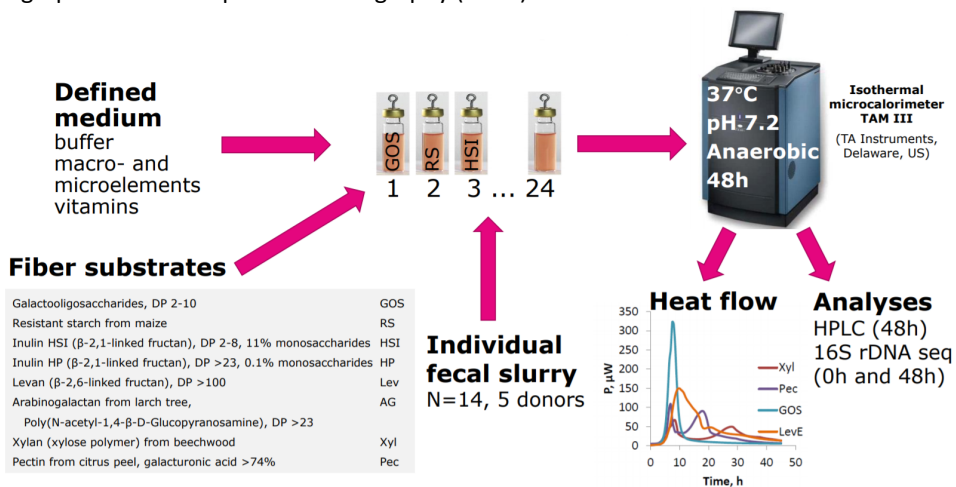 Defined
medium
buffer
macro- and
microelements
vitamins
GOS
RS
HSI
1 2 3 ... 24
37°C
pH-7.2
Anaerobic
48h
Isothermal
microcalorimeter
TAM III
(TA Instruments,
Delaware, US)
Fiber substrates
Galactooligosaccharides, DP 2-10 GOS
Resistant starch from maize RS
Inulin HSI (β-2,1-linked fructan), DP 2-8, 11% monosaccharides HSI
Inulin HP (β-2,1-linked fructan), DP >23, 0.1% monosaccharides HP
Levan (β-2,6-linked fructan), DP >100 Lev
Arabinogalactan from larch tree, AG
Poly(N-acetyl-1,4-β-D-Glucopyranosamine), DP >23
Xylan (xylose polymer) from beechwood Xyl
Pectin from citrus peel, galacturonic acid >74% Pec
Individual
fecal slurry
N=14, 5 donors
Heat flow
P, µW
350
300
250
200
150
100
50
0
0 10 20 30 40 50
Time, h
Xyl
Pec
GOS
LevE
Analyses
HPLC (48h)
16S rDNA seq
(0h and 48h)